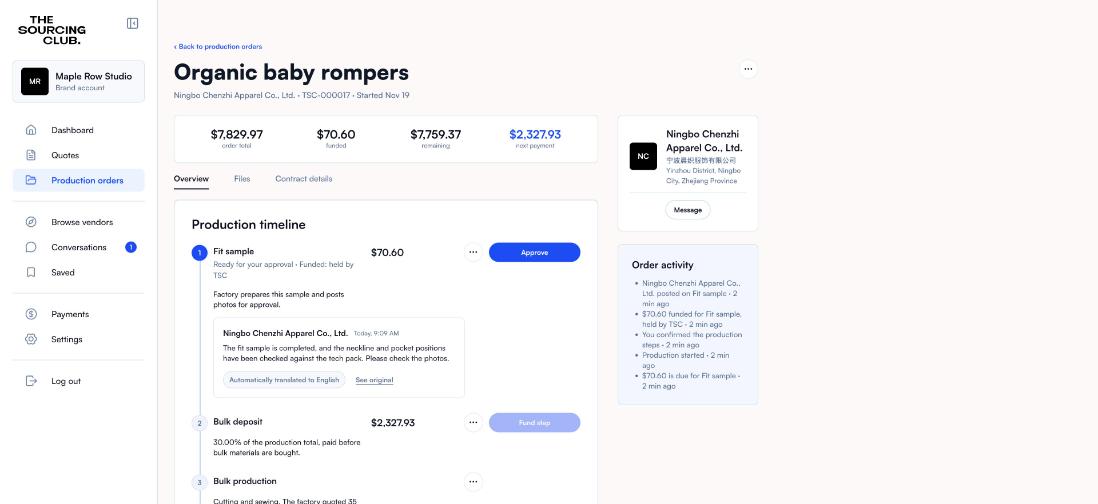 THE
SOURCING
CLUB.
MR
Maple Row Studio
Brand account
Dashboard
Quotes
Production orders
Browse vendors
Conversations
1
Saved
Payments
Settings
Log out
‹ Back to production orders
Organic baby rompers
Ningbo Chenzhi Apparel Co., Ltd. · TSC-000017 · Started Nov 19
$7,829.97
order total
$70.60
funded
$7,759.37
remaining
$2,327.93
next payment
Overview
Files
Contract details
Production timeline
1
Fit sample
$70.60
Approve
Ready for your approval · Funded: held by
TSC
Factory prepares this sample and posts
photos for approval.
Ningbo Chenzhi Apparel Co., Ltd. Today, 9:09 AM
The fit sample is completed, and the neckline and pocket positions
have been checked against the tech pack. Please check the photos.
Automatically translated to English
See original
2
Bulk deposit
$2,327.93
Fund step
30.00% of the production total, paid before
bulk materials are bought.
3
Bulk production
Cutting and sewing. The factory quoted 35
NC
Ningbo Chenzhi
Apparel Co., Ltd.
宁波晨织服饰有限公司
Yinzhou District, Ningbo
City, Zhejiang Province
Message
Order activity
• Ningbo Chenzhi Apparel Co.,
Ltd. posted on Fit sample · 2
min ago
• $70.60 funded for Fit sample,
held by TSC · 2 min ago
• You confirmed the production
steps · 2 min ago
• Production started · 2 min
ago
• $70.60 is due for Fit sample ·
2 min ago